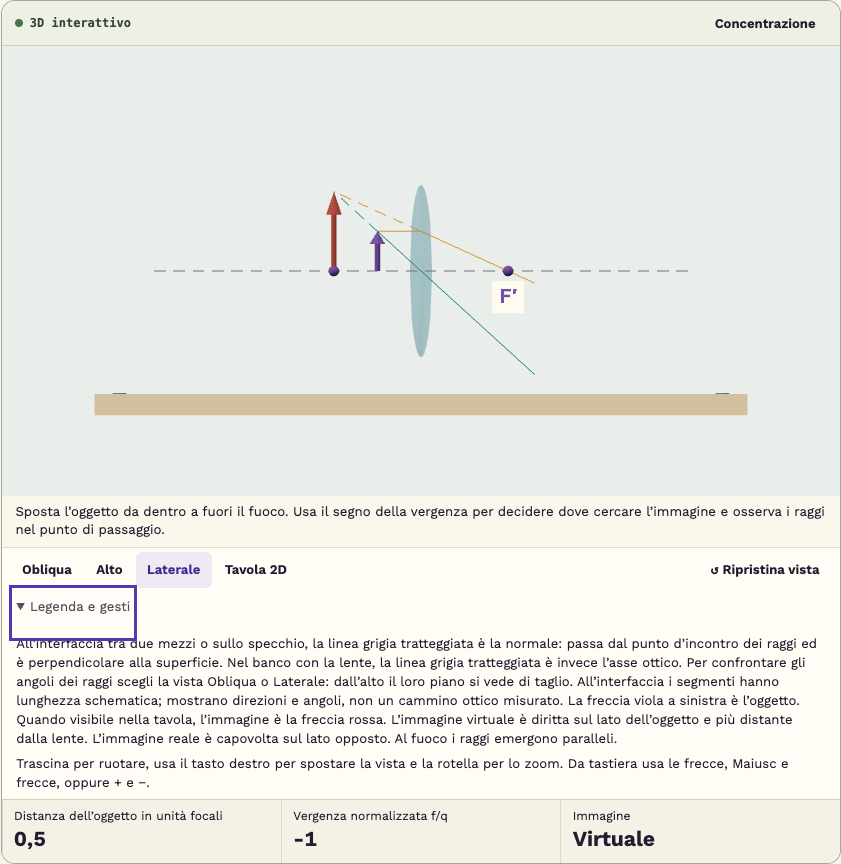 3D interattivo
Concentrazione
F′
Sposta l’oggetto da dentro a fuori il fuoco. Usa il segno della vergenza per decidere dove cercare l’immagine e osserva i raggi
nel punto di passaggio.
Obliqua Alto Laterale Tavola 2D ↺ Ripristina vista
▼ Legenda e gesti
All’interfaccia tra due mezzi o sullo specchio, la linea grigia tratteggiata è la normale: passa dal punto d’incontro dei raggi ed
è perpendicolare alla superficie. Nel banco con la lente, la linea grigia tratteggiata è invece l’asse ottico. Per confrontare gli
angoli dei raggi scegli la vista Obliqua o Laterale: dall’alto il loro piano si vede di taglio. All’interfaccia i segmenti hanno
lunghezza schematica; mostrano direzioni e angoli, non un cammino ottico misurato. La freccia viola a sinistra è l’oggetto.
Quando visibile nella tavola, l’immagine è la freccia rossa. L’immagine virtuale è diritta sul lato dell’oggetto e più distante
dalla lente. L’immagine reale è capovolta sul lato opposto. Al fuoco i raggi emergono paralleli.
Trascina per ruotare, usa il tasto destro per spostare la vista e la rotella per lo zoom. Da tastiera usa le frecce, Maiusc e
frecce, oppure + e −.
Distanza dell’oggetto in unità focali
0,5
Vergenza normalizzata f/q
-1
Immagine
Virtuale